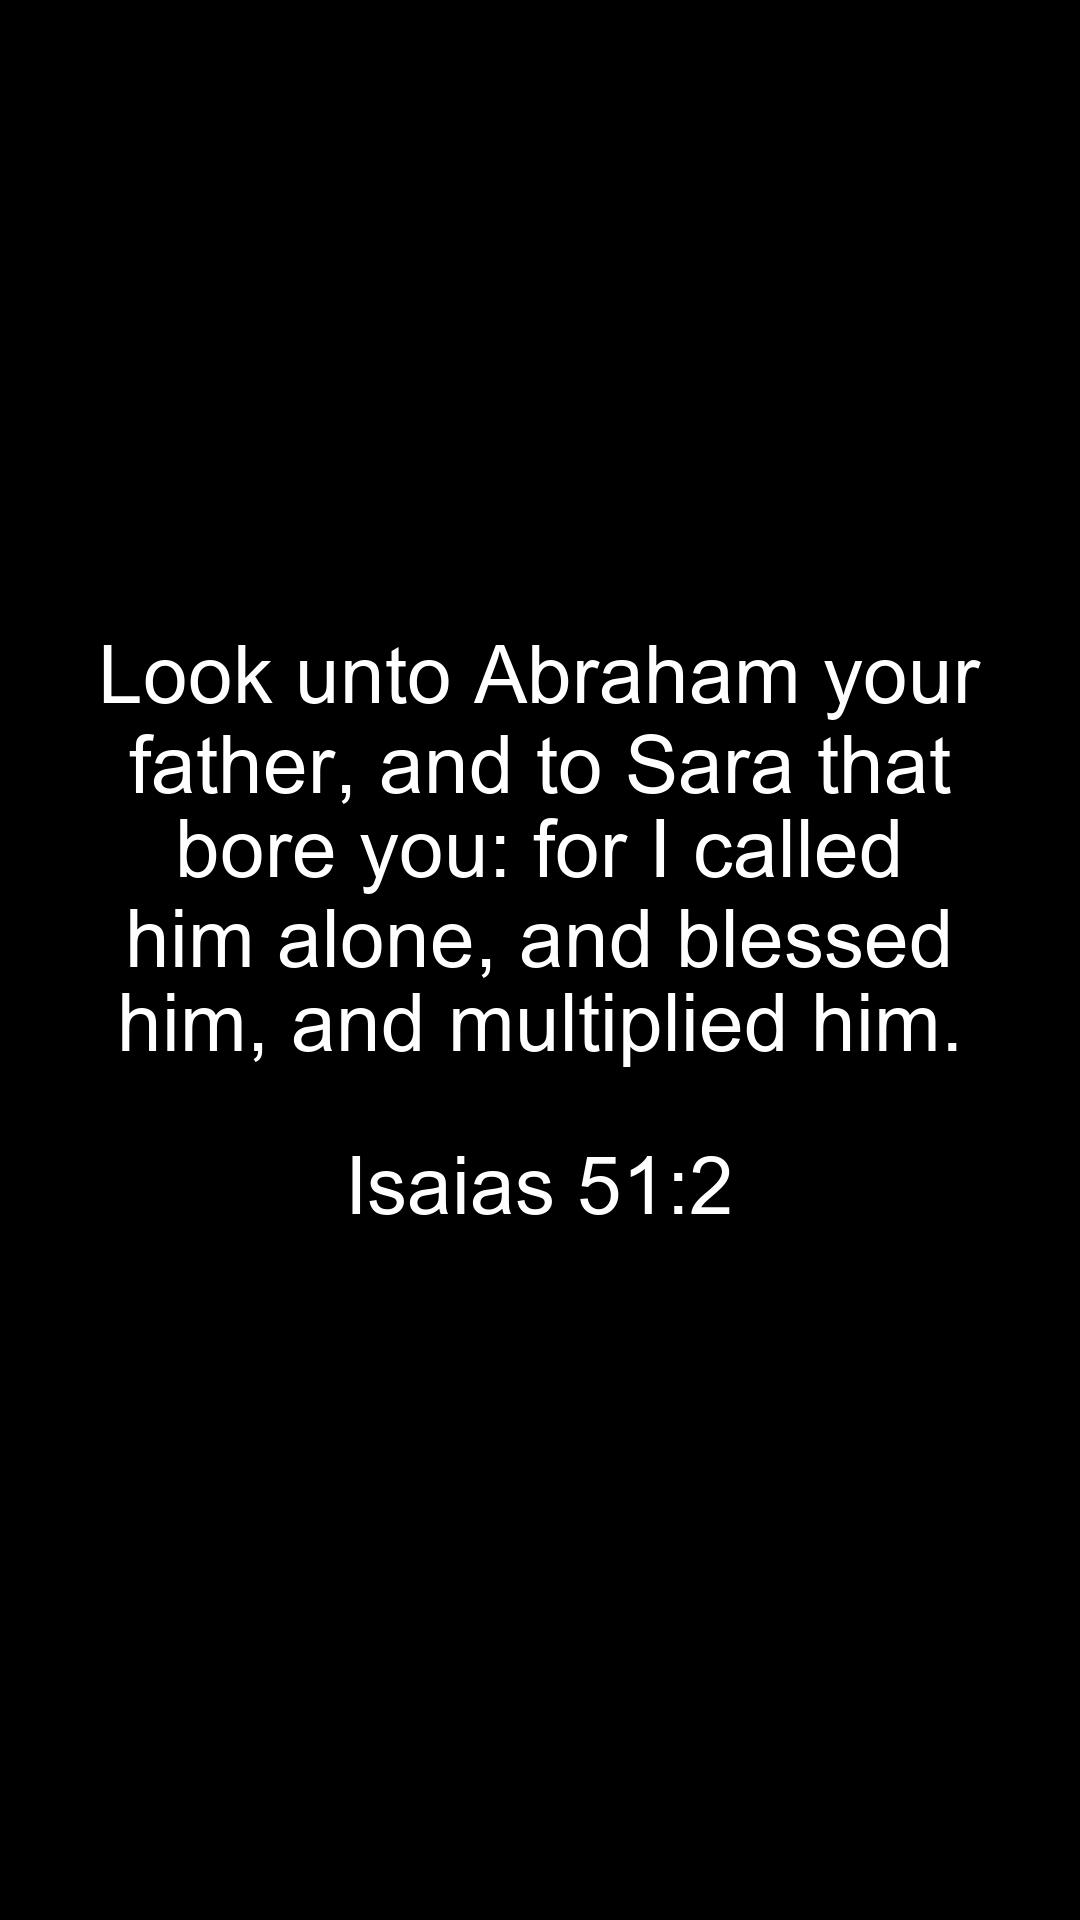 Look unto Abraham your
father, and to Sara that
bore you: for I called
him alone, and blessed
him, and multiplied him.
Isaias 51:2